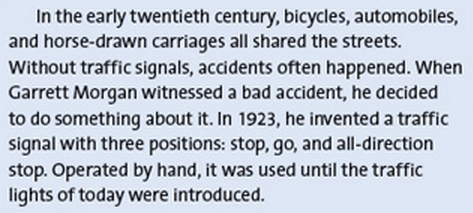 In the early twentieth century, bicycles, automobiles,
and horse-drawn carriages all shared the streets.
Without traffic signals, accidents often happened. When
Garrett Morgan witnessed a bad accident, he decided
to do something about it. In 1923, he invented a traffic
signal with three positions: stop, go, and all-direction
stop. Operated by hand, it was used until the traffic
lights of today were introduced.